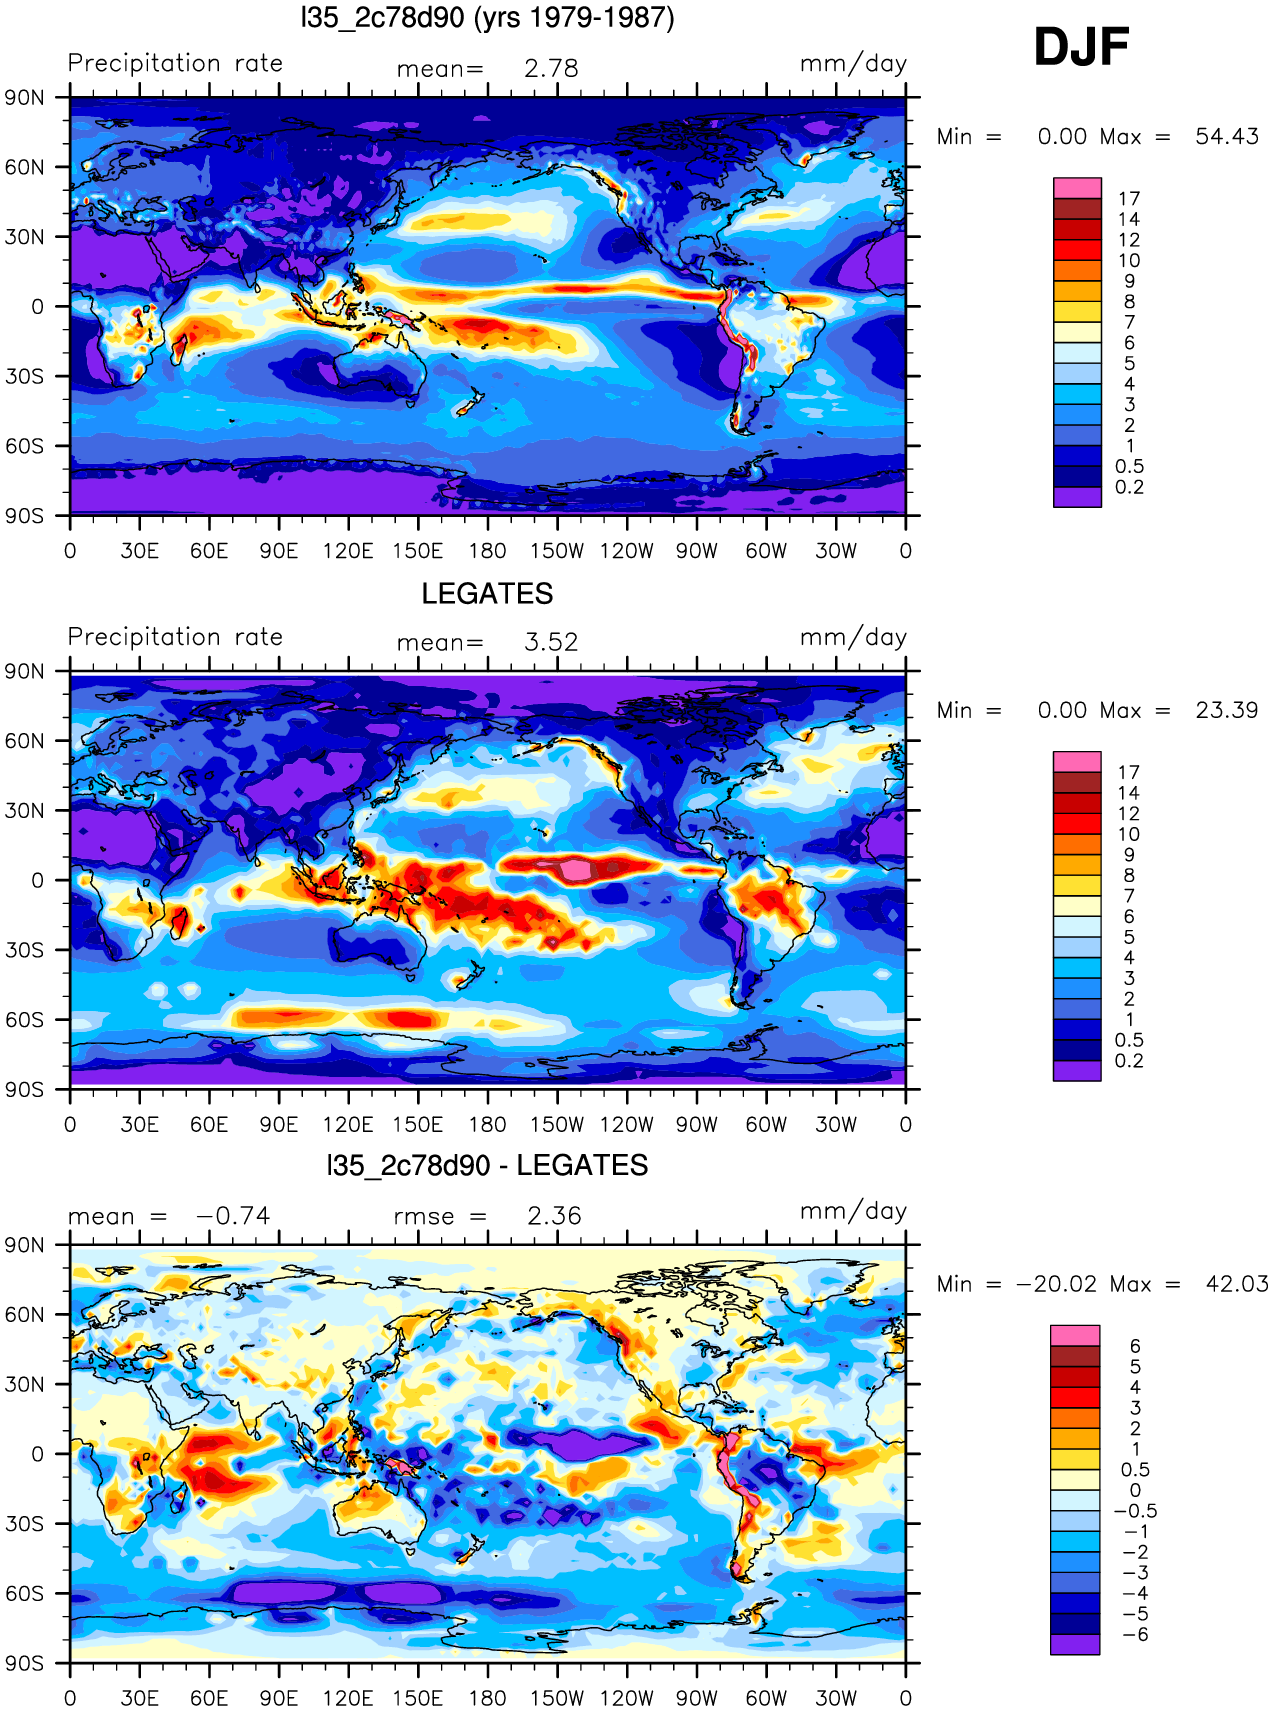 l35_2c78d90 (yrs 1979-1987)
DJF
Precipitation rate mean= 2.78 mm/day
Min = 0.00 Max = 54.43
90N
60N
30N
0
30S
60S
90S
0 30E 60E 90E 120E 150E 180 150W 120W 90W 60W 30W 0
17
14
12
10
9
8
7
6
5
4
3
2
1
0.5
0.2
LEGATES
Precipitation rate mean= 3.52 mm/day
Min = 0.00 Max = 23.39
90N
60N
30N
0
30S
60S
90S
0 30E 60E 90E 120E 150E 180 150W 120W 90W 60W 30W 0
17
14
12
10
9
8
7
6
5
4
3
2
1
0.5
0.2
l35_2c78d90 - LEGATES
mean = −0.74 rmse = 2.36 mm/day
Min = −20.02 Max = 42.03
90N
60N
30N
0
30S
60S
90S
0 30E 60E 90E 120E 150E 180 150W 120W 90W 60W 30W 0
6
5
4
3
2
1
0.5
0
−0.5
−1
−2
−3
−4
−5
−6